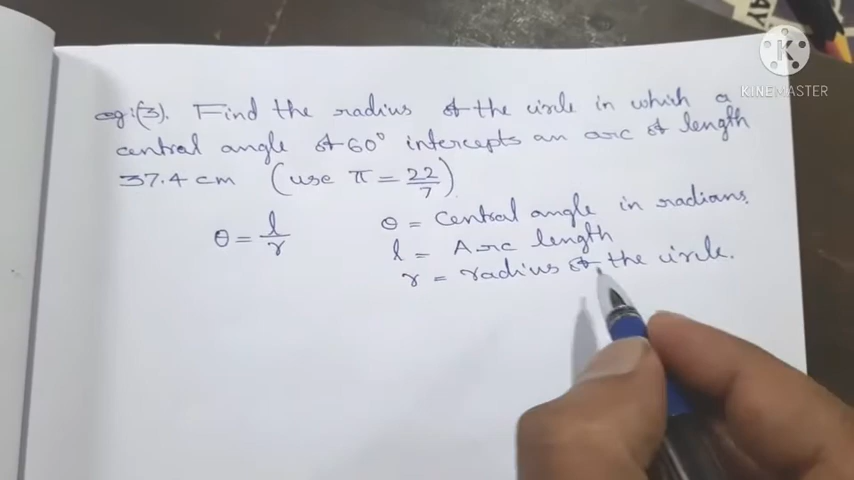 eg:(3). Find the radius of the circle in which a
central angle of 60° intercepts an arc of length
37.4 cm (use π = 22/7)
θ = l/r
θ = Central angle in radians.
l = Arc length
r = radius of the circle.
KINEMASTER